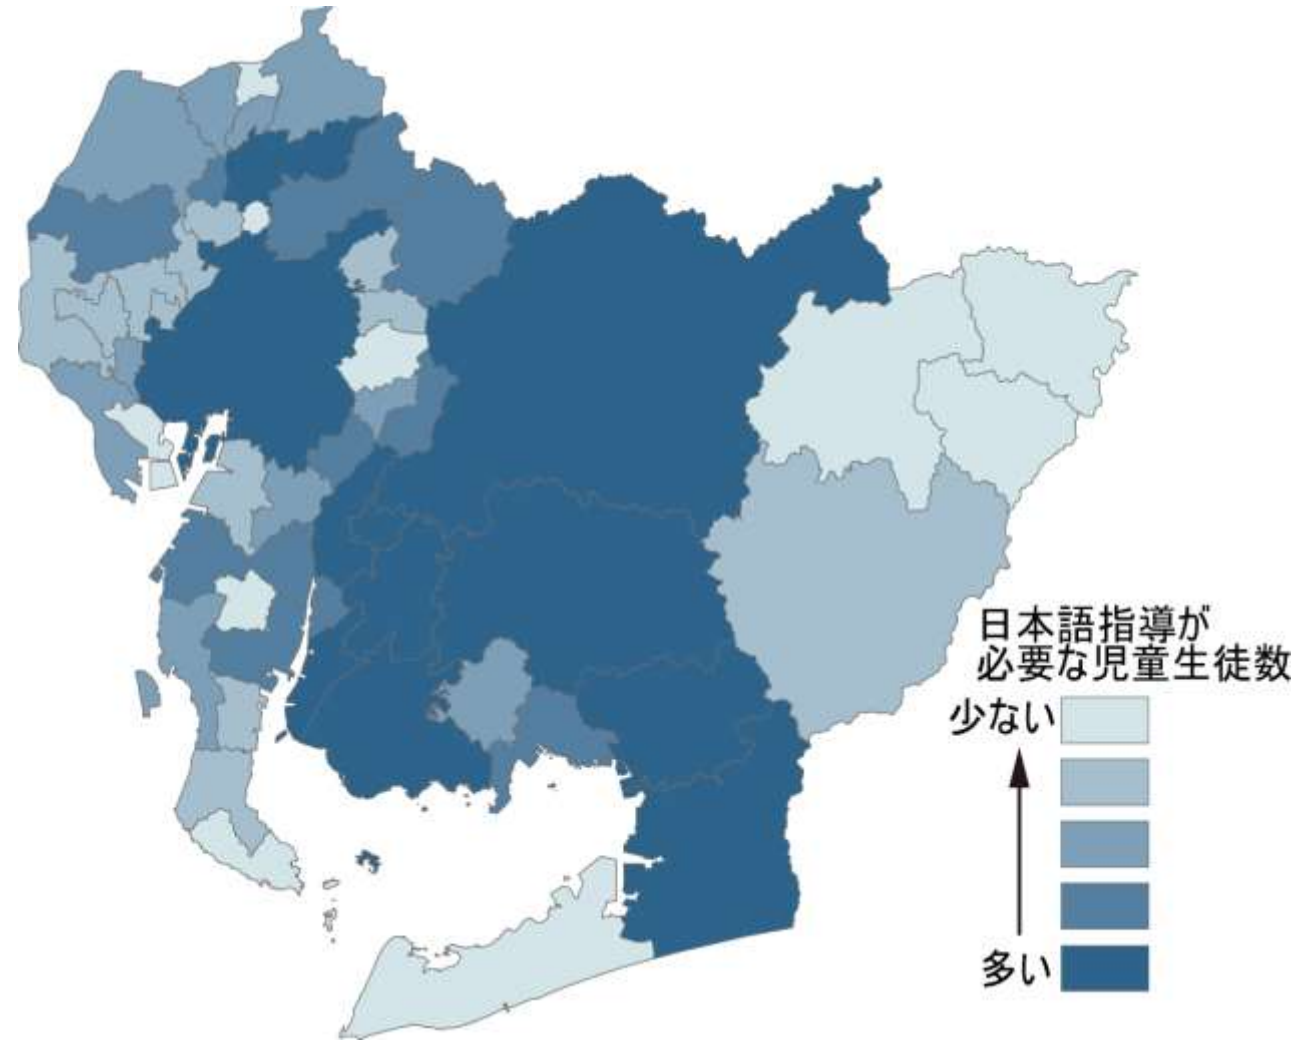 日本語指導が
必要な児童生徒数
少ない
多い